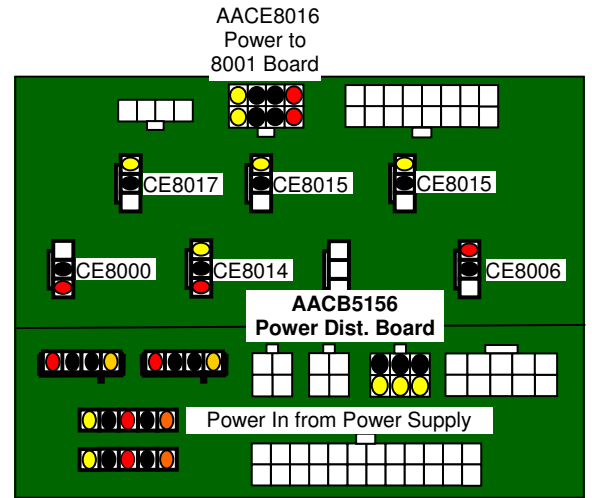 AACE8016
Power to
8001 Board
CE8017
CE8015
CE8015
CE8000
CE8014
CE8006
AACB5156
Power Dist. Board
Power In from Power Supply